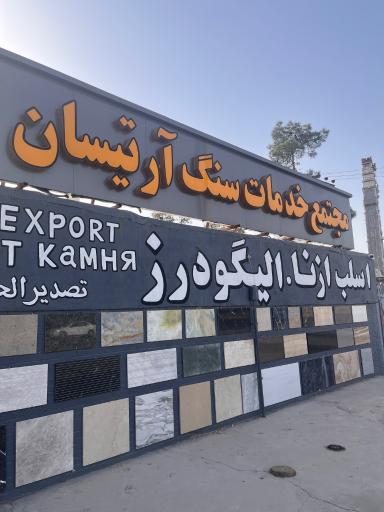 مجتمع خدمات سنگ آرتیسان
اسلب ازنا. الیگودرز
EXPORT
T КАМНЯ
تصدیر الح